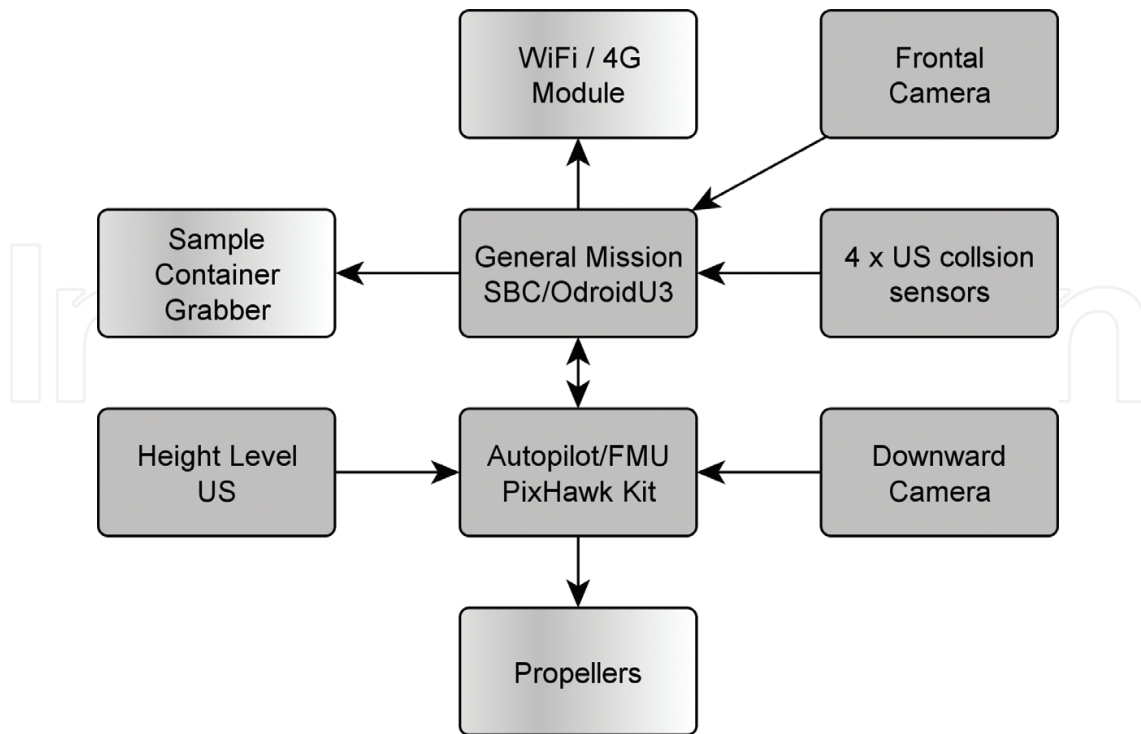 WiFi / 4G
Module
Frontal
Camera
Sample
Container
Grabber
General Mission
SBC/OdroidU3
4 x US collsion
sensors
Height Level
US
Autopilot/FMU
PixHawk Kit
Downward
Camera
Propellers